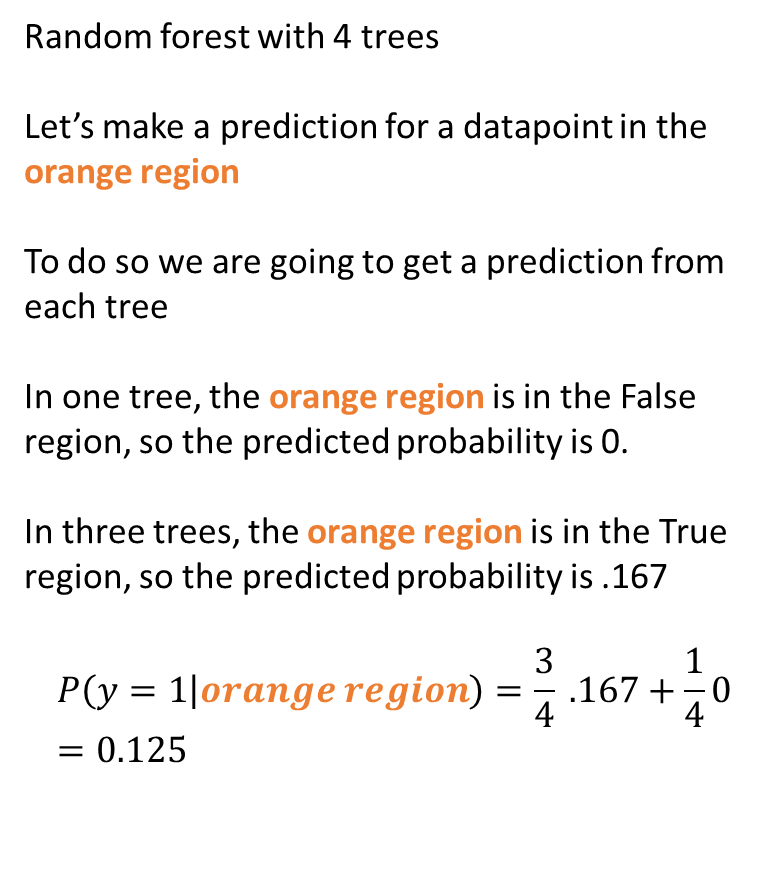 Random forest with 4 trees
Let’s make a prediction for a datapoint in the
orange region
To do so we are going to get a prediction from
each tree
In one tree, the orange region is in the False
region, so the predicted probability is 0.
In three trees, the orange region is in the True
region, so the predicted probability is .167
P(y = 1|orange region) = 3/4 .167 + 1/4 0
= 0.125